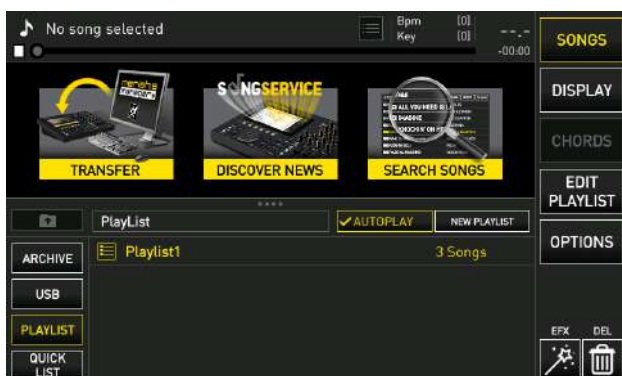 No song selected
Bpm [0]
Key [0]
--.-
-00:00
SONGS
TRANSFER
SONGSERVICE
DISCOVER NEWS
SEARCH SONGS
DISPLAY
CHORDS
EDIT
PLAYLIST
OPTIONS
PlayList
AUTOPLAY
NEW PLAYLIST
ARCHIVE
USB
PLAYLIST
QUICK
LIST
Playlist1
3 Songs
EFX DEL